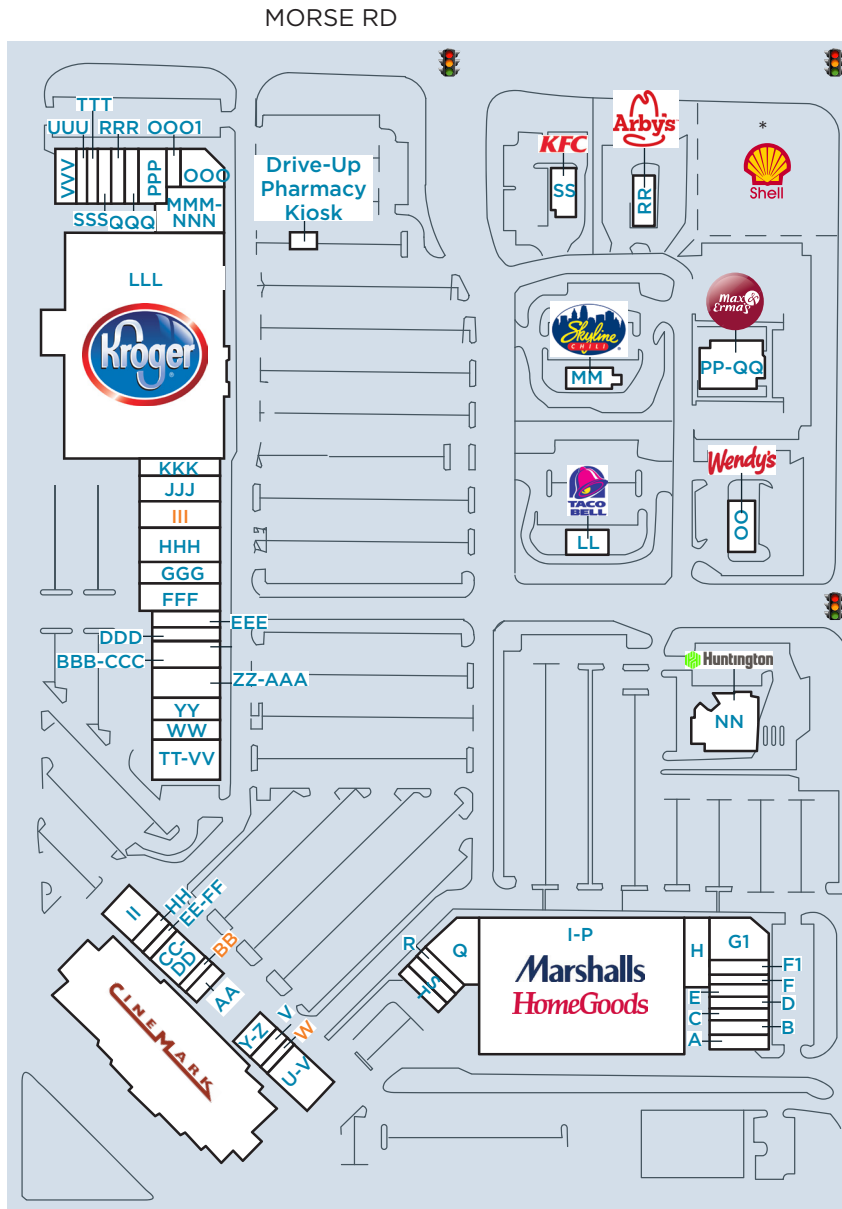 MORSE RD
TTT
UUU RRR OOO1
VVV
PPP
OOO
SSS QQQ
MMM-
NNN
Drive-Up
Pharmacy
Kiosk
KFC
SS
Arby's
RR
*
Shell
LLL
Kroger
Skyline
CHILI
MM
Max &
Erma's
PP-QQ
KKK
JJJ
III
HHH
GGG
FFF
EEE
DDD
BBB-CCC
ZZ-AAA
YY
WW
TT-VV
TACO
BELL
LL
Wendy's
OO
Huntington
NN
II
HH
EE-FF
CC-
DD
BB
AA
CINEMARK
Y-Z
V
W
U-V
R
Q
S
I-P
Marshalls
HomeGoods
H
G1
F1
F
E
D
C
B
A